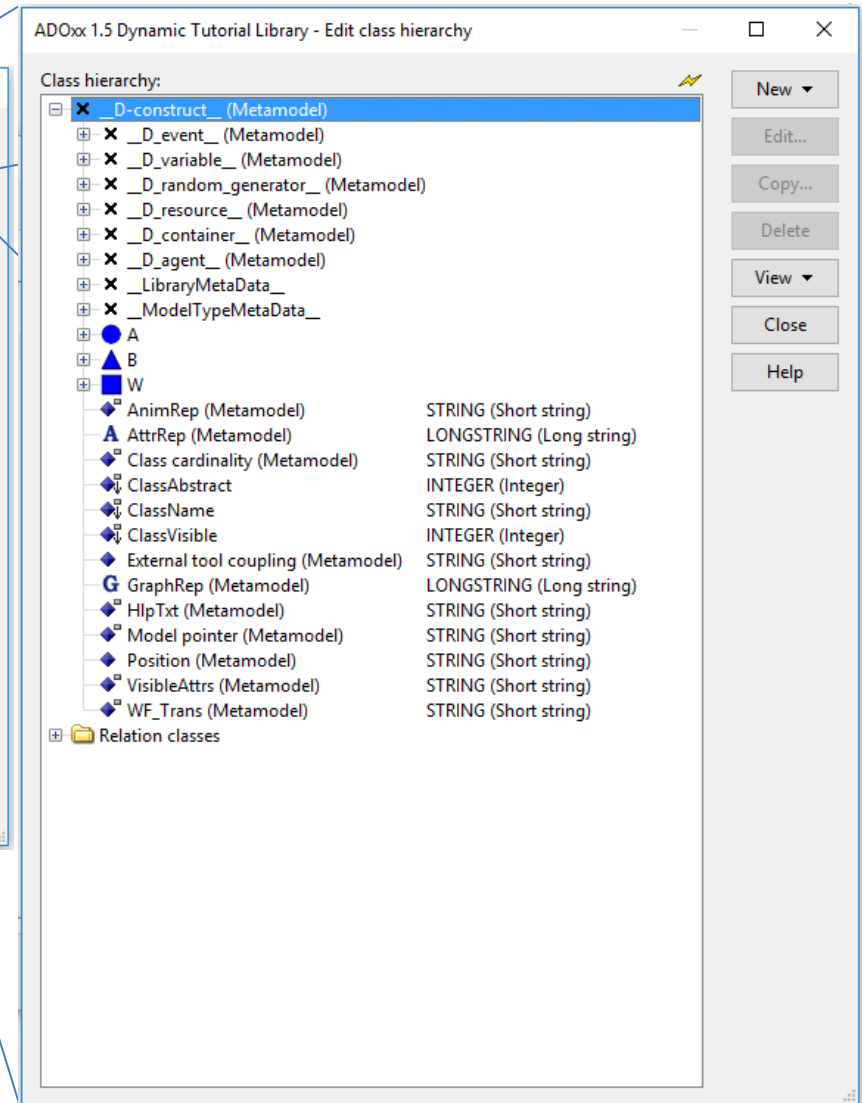 ADOxx 1.5 Dynamic Tutorial Library - Edit class hierarchy
Class hierarchy:
__D-construct__ (Metamodel)
__D_event__ (Metamodel)
__D_variable__ (Metamodel)
__D_random_generator__ (Metamodel)
__D_resource__ (Metamodel)
__D_container__ (Metamodel)
__D_agent__ (Metamodel)
__LibraryMetaData__
__ModelTypeMetaData__
A
B
W
AnimRep (Metamodel) STRING (Short string)
A AttrRep (Metamodel) LONGSTRING (Long string)
Class cardinality (Metamodel) STRING (Short string)
ClassAbstract INTEGER (Integer)
ClassName STRING (Short string)
ClassVisible INTEGER (Integer)
External tool coupling (Metamodel) STRING (Short string)
G GraphRep (Metamodel) LONGSTRING (Long string)
HlpTxt (Metamodel) STRING (Short string)
Model pointer (Metamodel) STRING (Short string)
Position (Metamodel) STRING (Short string)
VisibleAttrs (Metamodel) STRING (Short string)
WF_Trans (Metamodel) STRING (Short string)
Relation classes
New
Edit...
Copy...
Delete
View
Close
Help